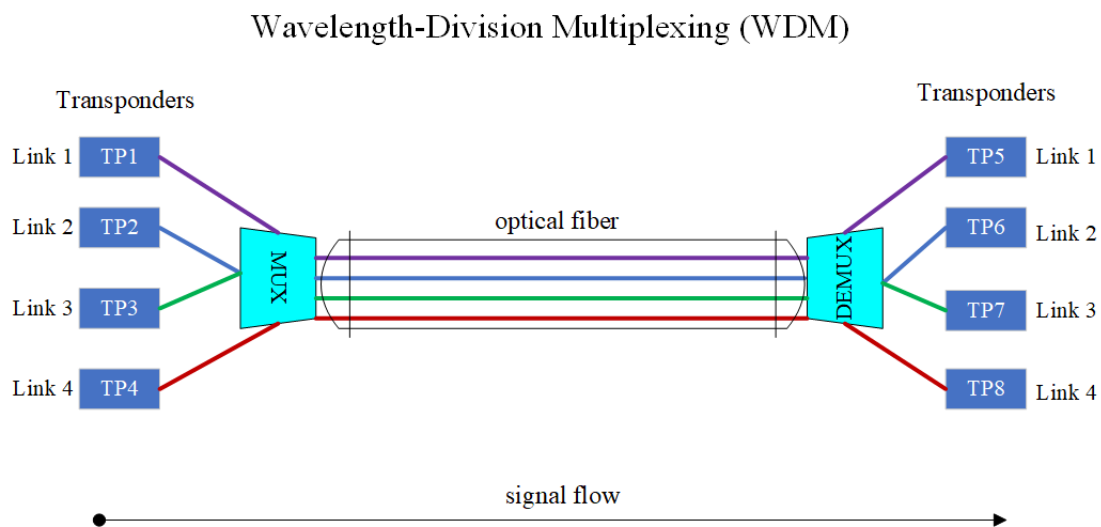 Wavelength-Division Multiplexing (WDM)
Transponders
Transponders
Link 1 TP1
TP5 Link 1
Link 2 TP2
TP6 Link 2
optical fiber
MUX
DEMUX
Link 3 TP3
TP7 Link 3
Link 4 TP4
TP8 Link 4
signal flow